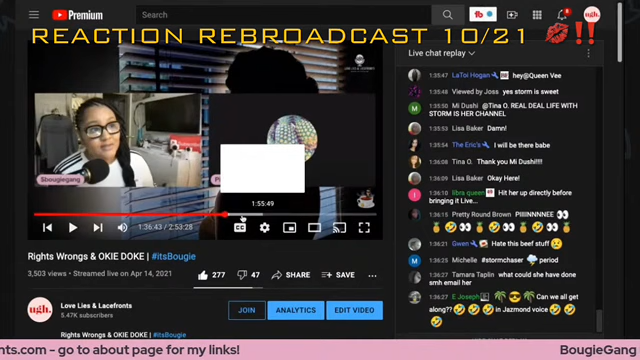 Premium
Search
8
ugh.
REACTION REBROADCAST 10/21 💋‼️
Live chat replay
1:35:47 LaToi Hogan hey@Queen Vee
1:35:48 Viewed by Joss yes storm is sweet
1:35:50 Mi Dushi @Tina O. REAL DEAL LIFE WITH STORM IS HER CHANNEL
1:35:53 Lisa Baker Damn!
1:35:54 The Eric's I will be there babe
1:36:08 Tina O. Thank you Mi Dushi!!!!
1:36:09 Lisa Baker Okay Here!
1:36:10 libra queen Hit her up directly before bringing it Live...
1:36:15 Pretty Round Brown PIIIINNNEE 👀
🍍🤣🍍🤣🍍🤣🍍
1:36:21 Gwen Hate this beef stuff 😢
1:36:25 Michelle #stormchaser period
1:36:27 Tamara Taplin what could she have done smh email her
1:36:27 E Joseph 🌴😎🌴 Can we all get along?? 🤣🤣🤣 in Jazmond voice 🤣🤣🤣
Sbougiegang
1:55:49
1:36:43 / 2:53:28
Rights Wrongs & OKIE DOKE | #itsBougie
3,503 views • Streamed live on Apr 14, 2021
277
47
SHARE
SAVE
ugh.
Love Lies & Lacefronts
5.47K subscribers
JOIN
ANALYTICS
EDIT VIDEO
Rights Wrongs & OKIE DOKE | #itsBougie
nts.com - go to about page for my links!
BougieGang